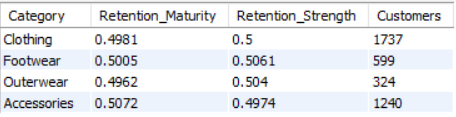 Category Retention_Maturity Retention_Strength Customers
Clothing 0.4981 0.5 1737
Footwear 0.5005 0.5061 599
Outerwear 0.4962 0.504 324
Accessories 0.5072 0.4974 1240